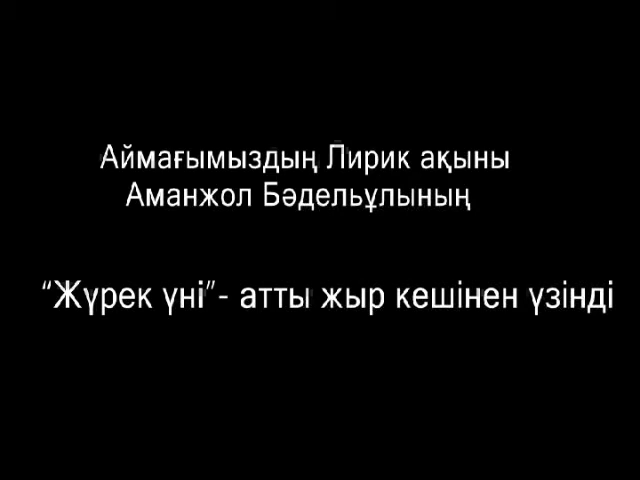 Аймағымыздың Лирик ақыны
Аманжол Бәдельұлының
“Жүрек үні”- атты жыр кешінен үзінді